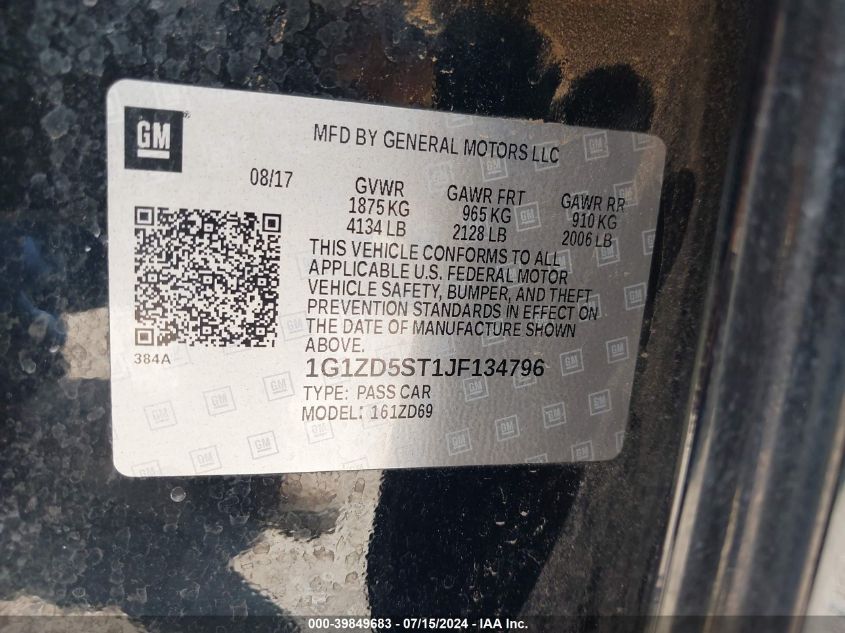 GM
MFD BY GENERAL MOTORS LLC
08/17
GVWR
1875 KG
4134 LB
GAWR FRT
965 KG
2128 LB
GAWR RR
910 KG
2006 LB
THIS VEHICLE CONFORMS TO ALL
APPLICABLE U.S. FEDERAL MOTOR
VEHICLE SAFETY, BUMPER, AND THEFT
PREVENTION STANDARDS IN EFFECT ON
THE DATE OF MANUFACTURE SHOWN
ABOVE.
384A
1G1ZD5ST1JF134796
TYPE: PASS CAR
MODEL: 161ZD69
000-39849683 - 07/15/2024 - IAA Inc.